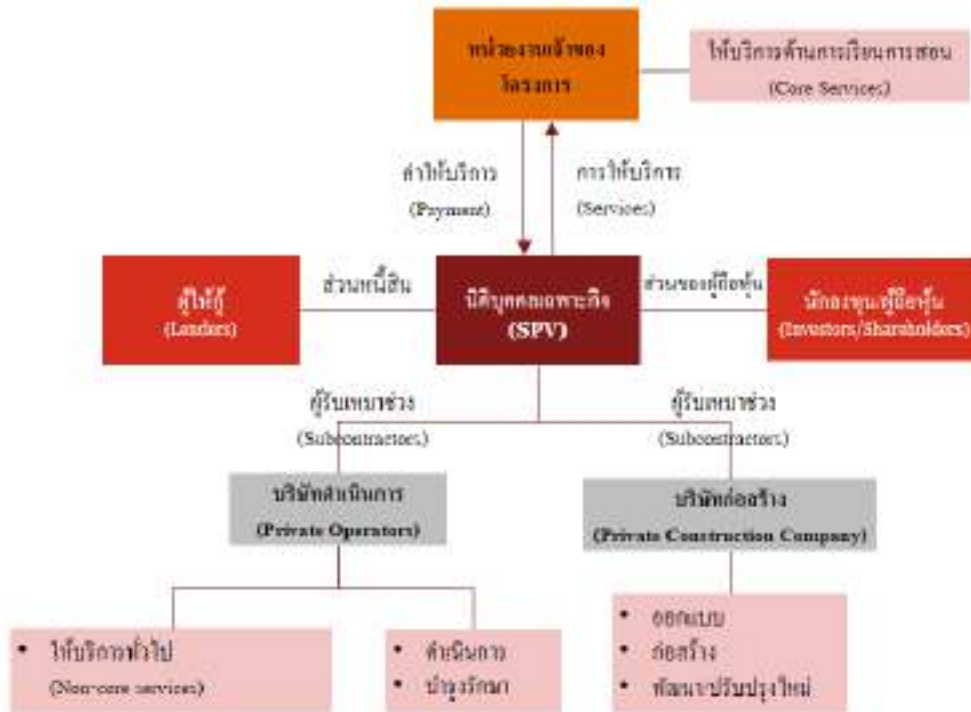 หน่วยงานเจ้าของ
โครงการ
ให้บริการด้านการเรียนการสอน
(Core Services)
ค่าให้บริการ
(Payment)
การให้บริการ
(Services)
ผู้ให้กู้
(Lenders)
ส่วนหนี้สิน
นิติบุคคลเฉพาะกิจ
(SPV)
ส่วนของผู้ถือหุ้น
นักลงทุน/ผู้ถือหุ้น
(Investors/Shareholders)
ผู้รับเหมาช่วง
(Subcontractors)
ผู้รับเหมาช่วง
(Subcontractors)
บริษัทดำเนินการ
(Private Operators)
บริษัทก่อสร้าง
(Private Construction Company)
• ให้บริการทั่วไป
(Non-core services)
• ดำเนินการ
• บำรุงรักษา
• ออกแบบ
• ก่อสร้าง
• พัฒนา/ปรับปรุงใหม่